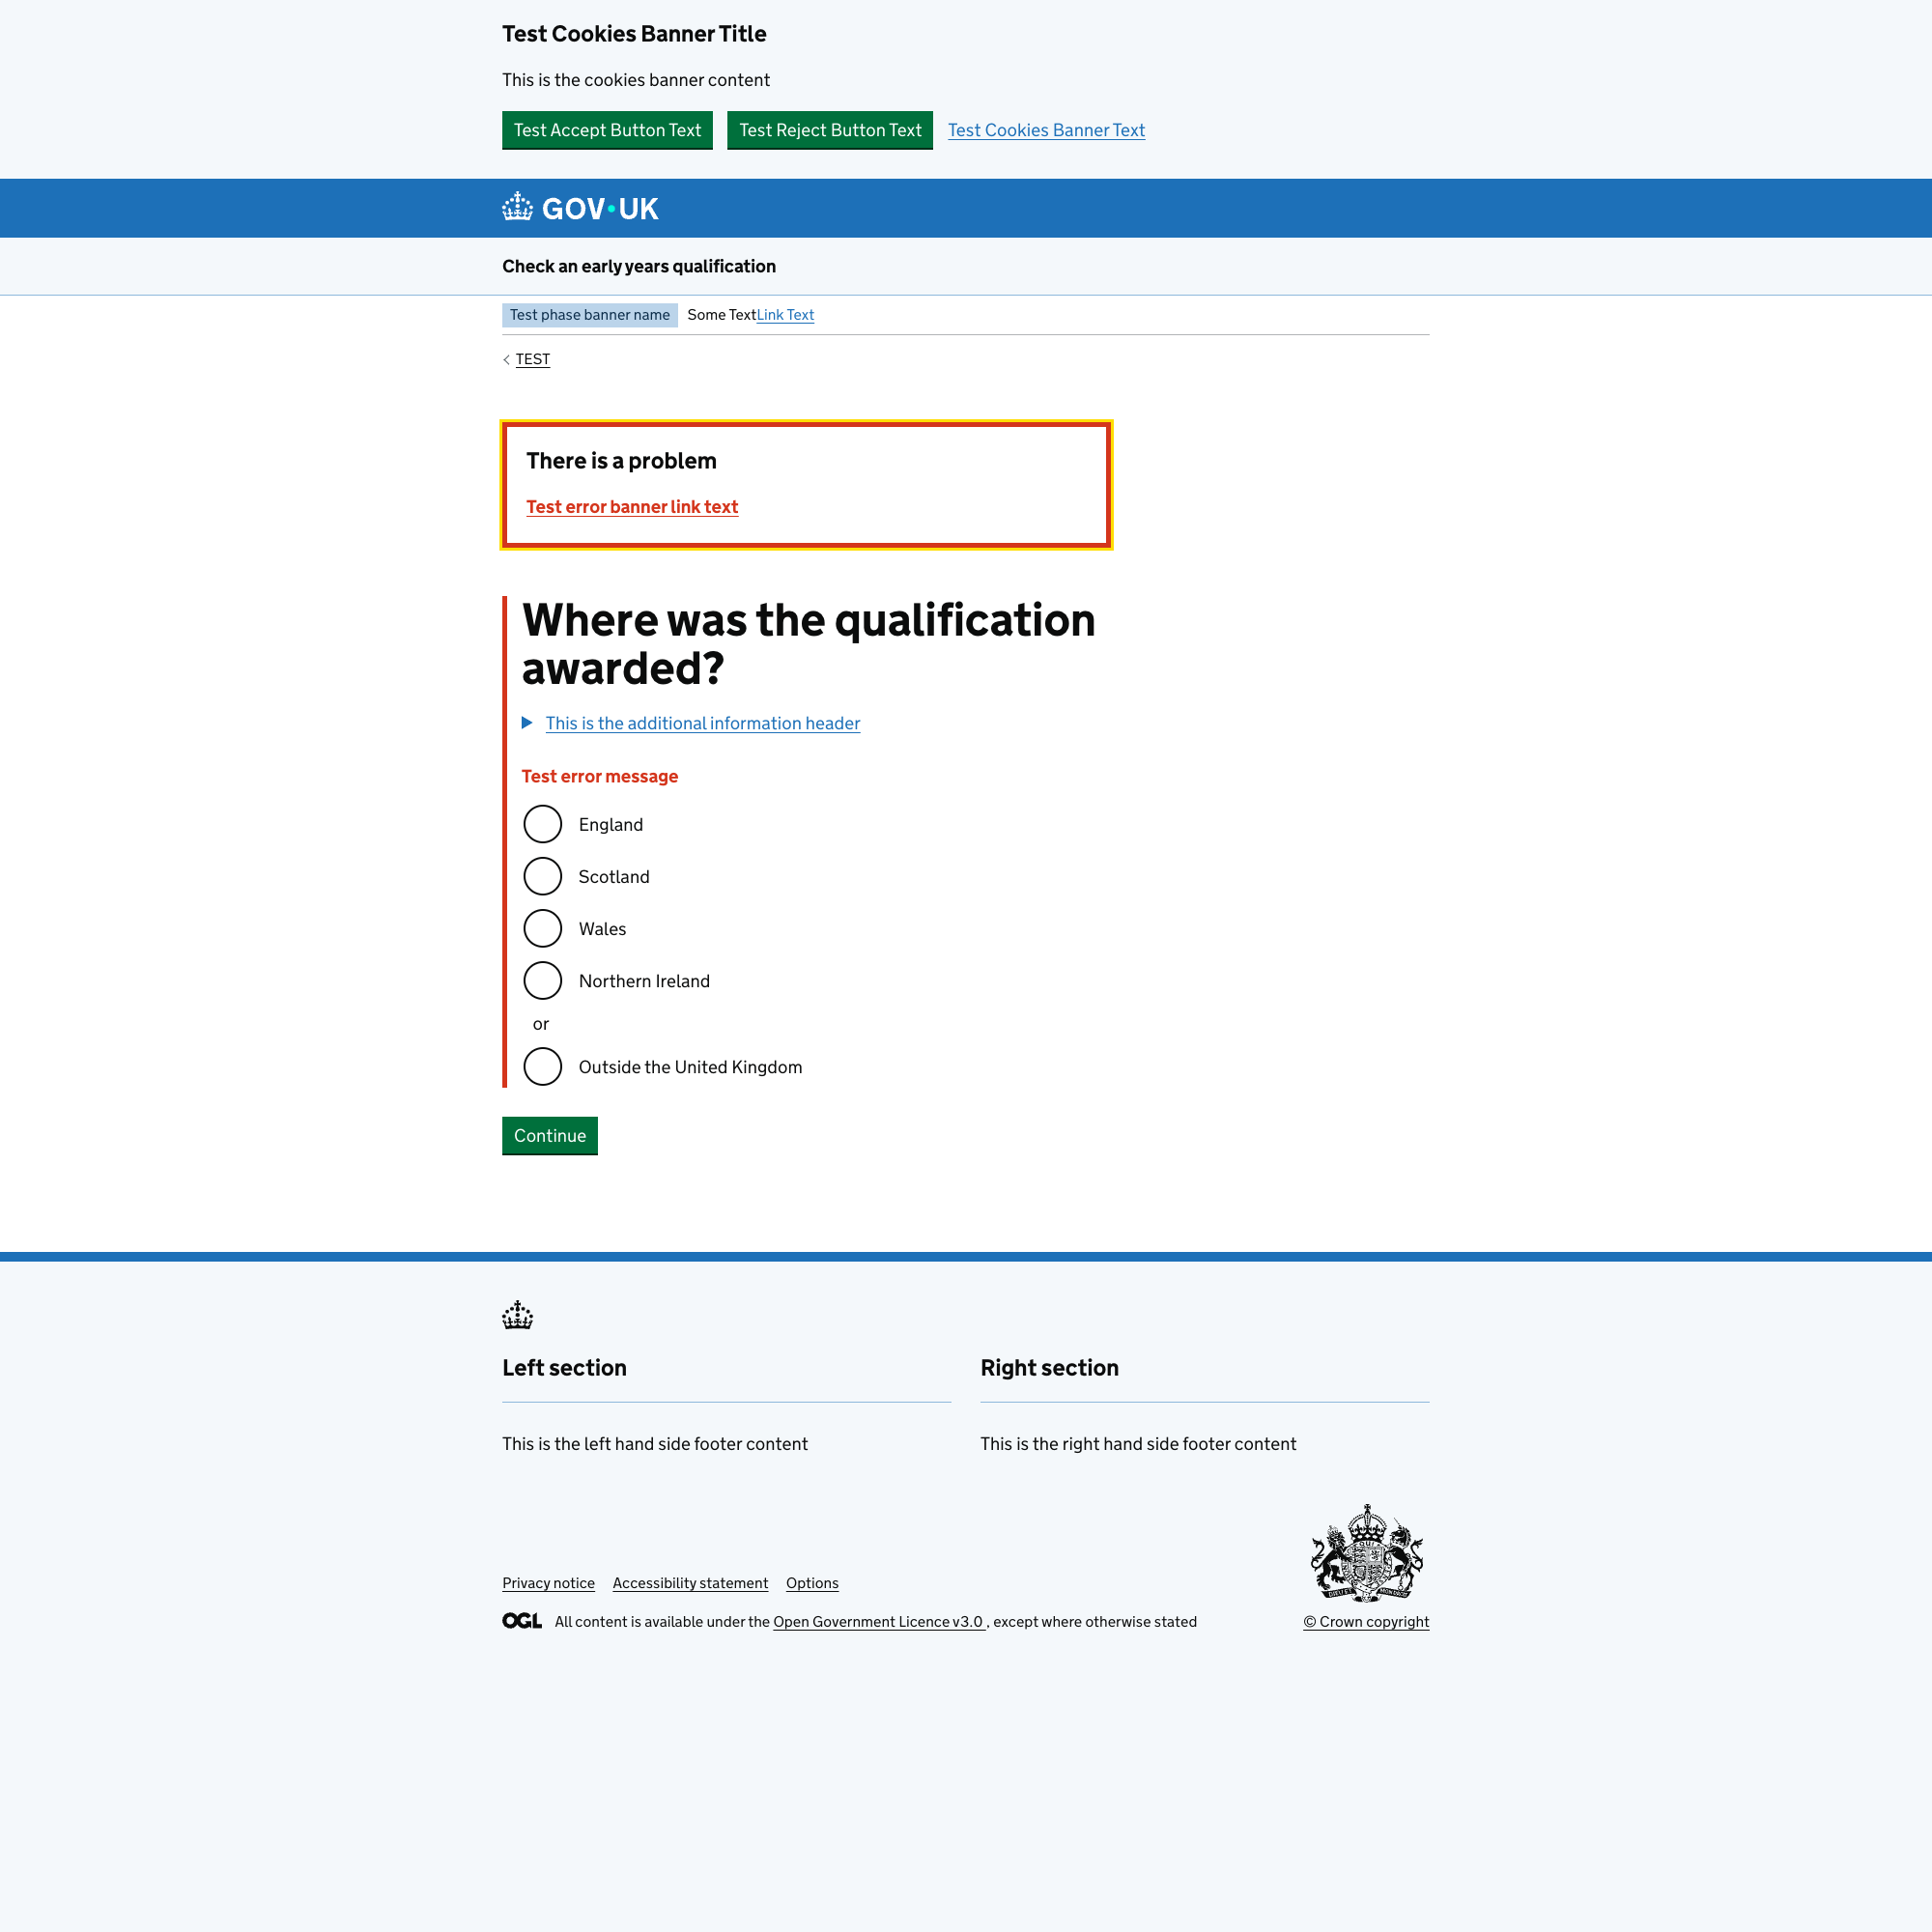 Test Cookies Banner Title
This is the cookies banner content
Test Accept Button Text Test Reject Button Text Test Cookies Banner Text
GOV·UK
Check an early years qualification
Test phase banner name Some TextLink Text
TEST
There is a problem
Test error banner link text
Where was the qualification
awarded?
This is the additional information header
Test error message
England
Scotland
Wales
Northern Ireland
or
Outside the United Kingdom
Continue
Left section Right section
This is the left hand side footer content This is the right hand side footer content
Privacy notice Accessibility statement Options
OGL All content is available under the Open Government Licence v3.0 , except where otherwise stated © Crown copyright